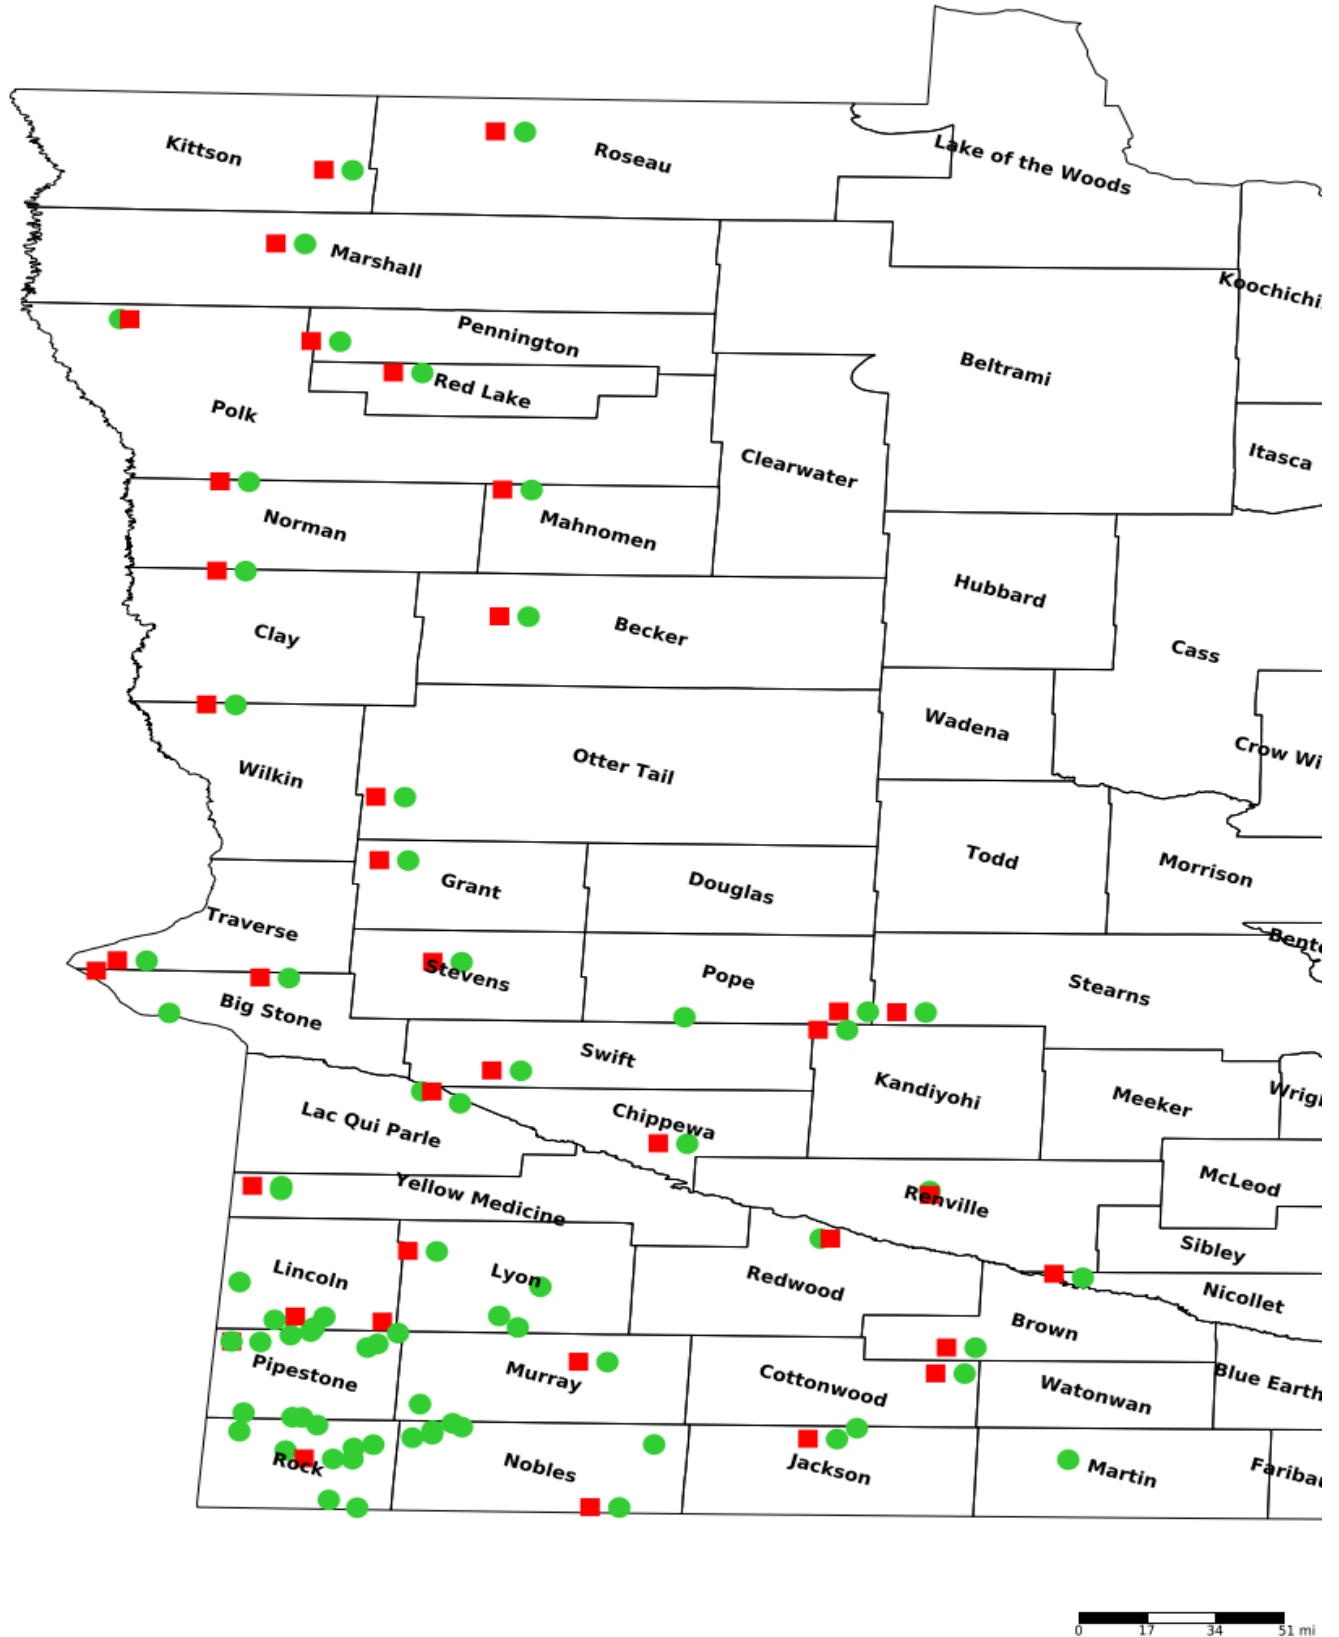 Kittson
Roseau
Lake of the Woods
Marshall
Koochichi
Pennington
Red Lake
Beltrami
Polk
Clearwater
Itasca
Norman
Mahnomen
Hubbard
Clay
Becker
Cass
Wadena
Crow Wi
Otter Tail
Wilkin
Todd
Morrison
Grant
Douglas
Traverse
Bento
Stevens
Pope
Stearns
Big Stone
Swift
Kandiyohi
Meeker
Wrigh
Lac Qui Parle
Chippewa
McLeod
Yellow Medicine
Renville
Sibley
Lincoln
Lyon
Redwood
Nicollet
Brown
Pipestone
Murray
Cottonwood
Watonwan
Blue Earth
Rock
Nobles
Jackson
Martin
Faribau
0 17 34 51 mi